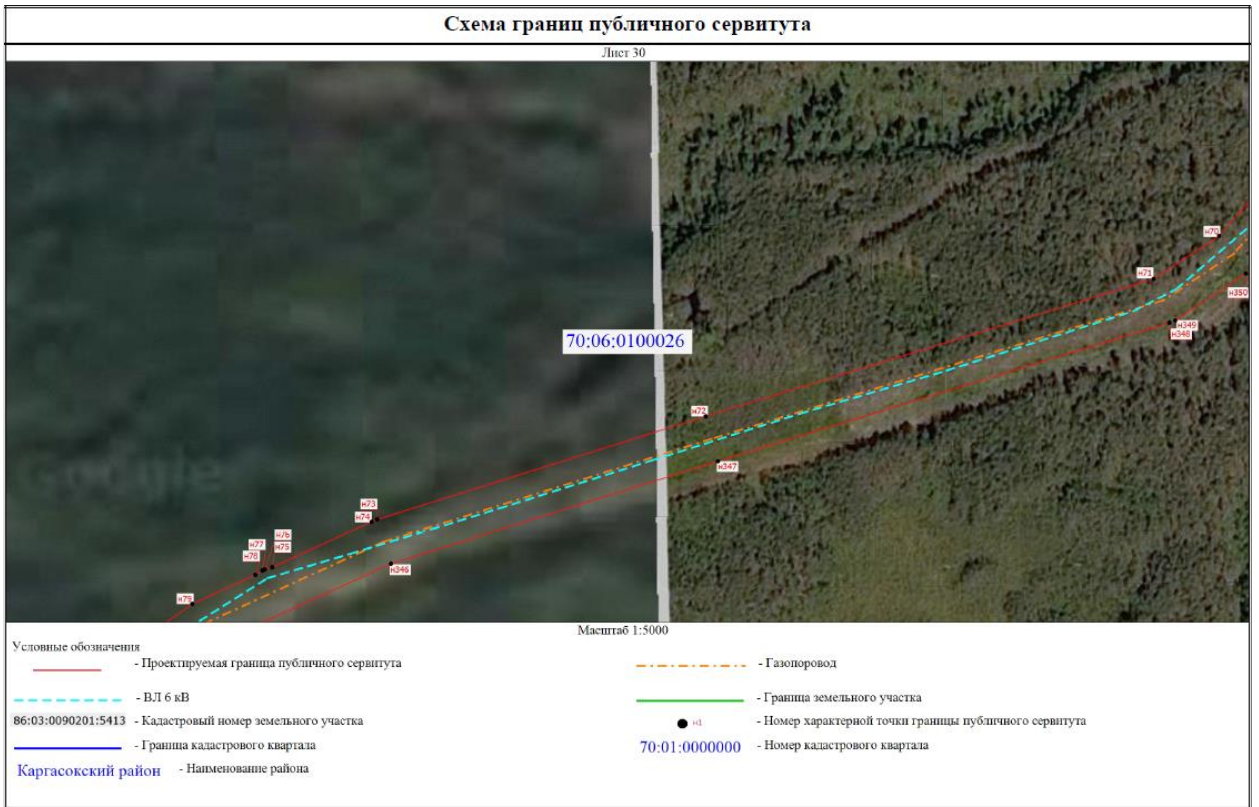 Схема границ публичного сервитута
Лист 30
н70
н71
н350
н349
н348
70:06:0100026
н72
н347
н73
н74
н76
н77
н75
н78
н346
н79
Масштаб 1:5000
Условные обозначения
- Проектируемая граница публичного сервитута
- Газопоровод
- ВЛ 6 кВ
- Граница земельного участка
86:03:0090201:5413 - Кадастровый номер земельного участка
н1 - Номер характерной точки границы публичного сервитута
- Граница кадастрового квартала
70:01:0000000 - Номер кадастрового квартала
Каргасокский район - Наименование района